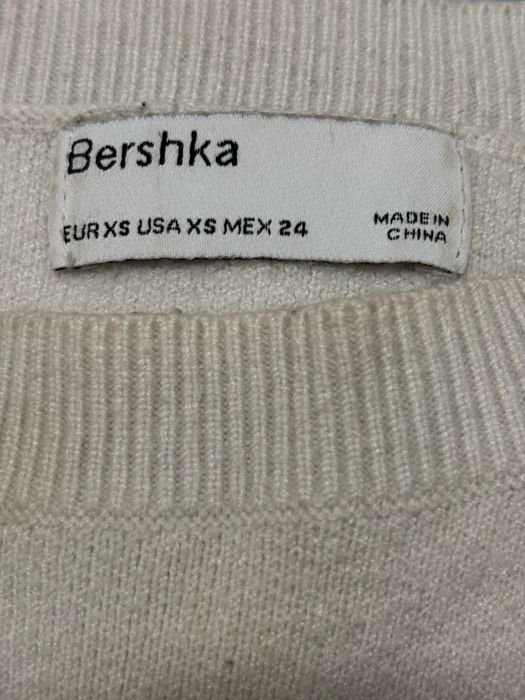 Bershka
EUR XS USA XS MEX 24
MADE IN
CHINA